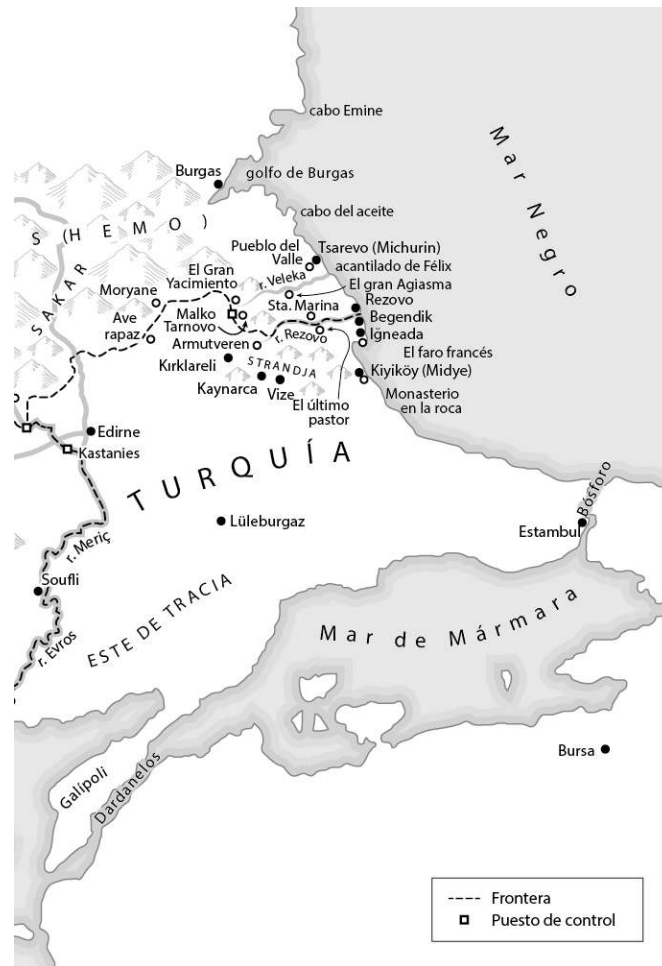 cabo Emine
Mar Negro
Burgas
golfo de Burgas
S (HEMO)
cabo del aceite
SAKAR
Pueblo del
Valle
Tsarevo (Michurin)
acantilado de Félix
El Gran
Yacimiento
r. Veleka
El gran Agiasma
Moryane
Sta. Marina
Rezovo
Ave
rapaz
Malko
Tarnovo
Begendik
r. Rezovo
Igneada
Armutveren
El faro francés
Kırklareli
STRANDJA
Kiyiköy (Midye)
Kaynarca
Vize
El último
pastor
Monasterio
en la roca
Edirne
Kastanies
TURQUÍA
Bósforo
Lüleburgaz
Estambul
r. Meriç
Soufli
ESTE DE TRACIA
Mar de Mármara
r. Evros
Bursa
Galípoli
Dardanelos
Frontera
Puesto de control